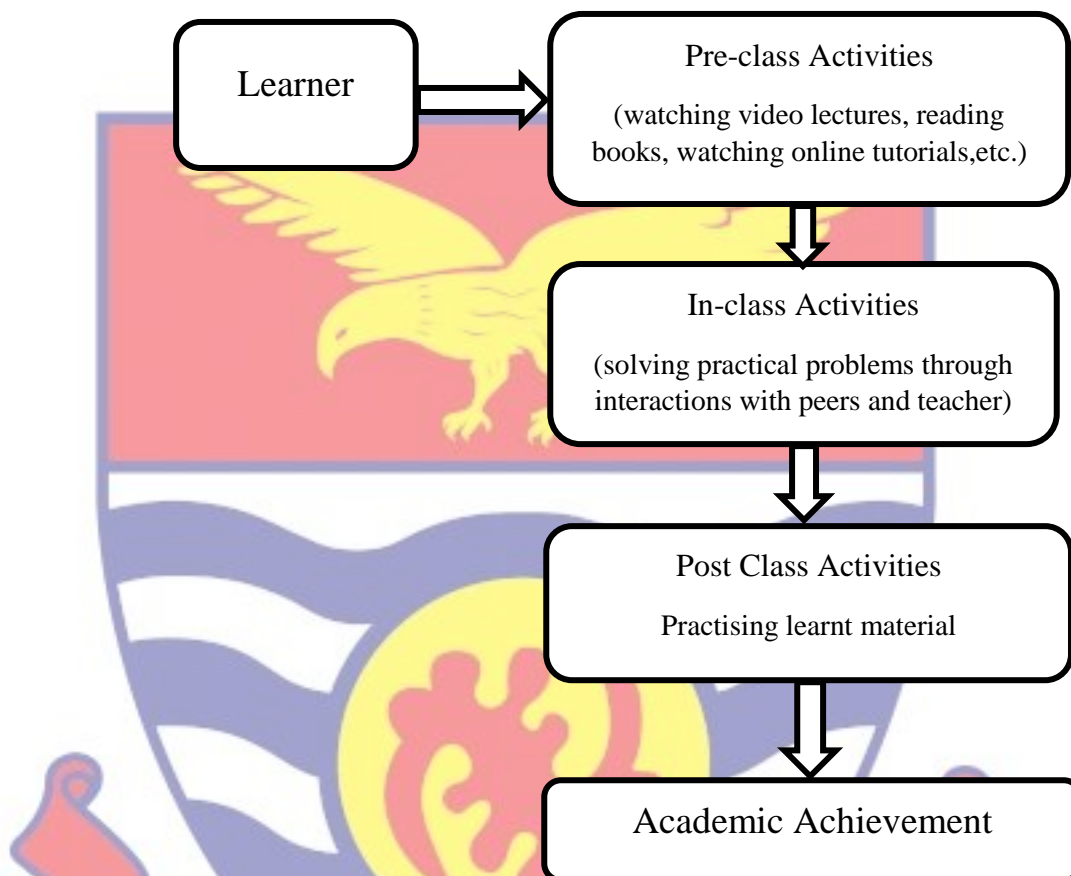 Learner
Pre-class Activities
(watching video lectures, reading
books, watching online tutorials,etc.)
In-class Activities
(solving practical problems through
interactions with peers and teacher)
Post Class Activities
Practising learnt material
Academic Achievement